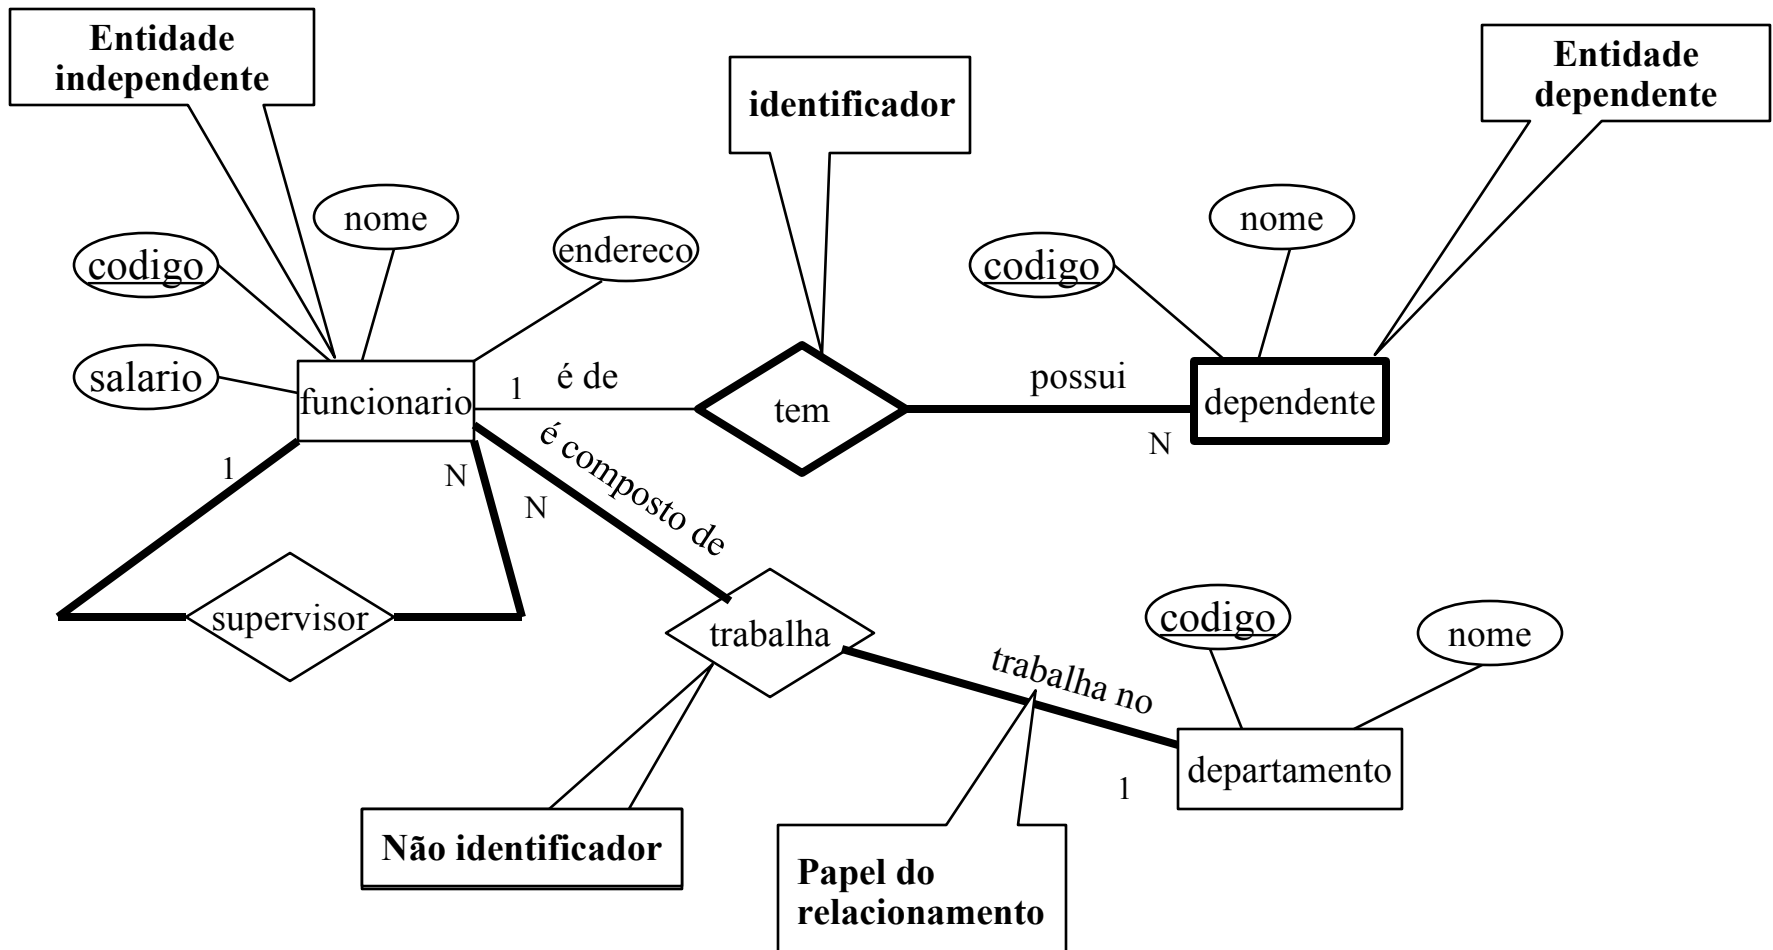 Entidade
independente
identificador
Entidade
dependente
nome
nome
codigo
endereco
codigo
salario
funcionario
1
é de
tem
possui
N
dependente
1
N
N
é composto de
supervisor
trabalha
trabalha no
codigo
nome
1
departamento
Não identificador
Papel do
relacionamento